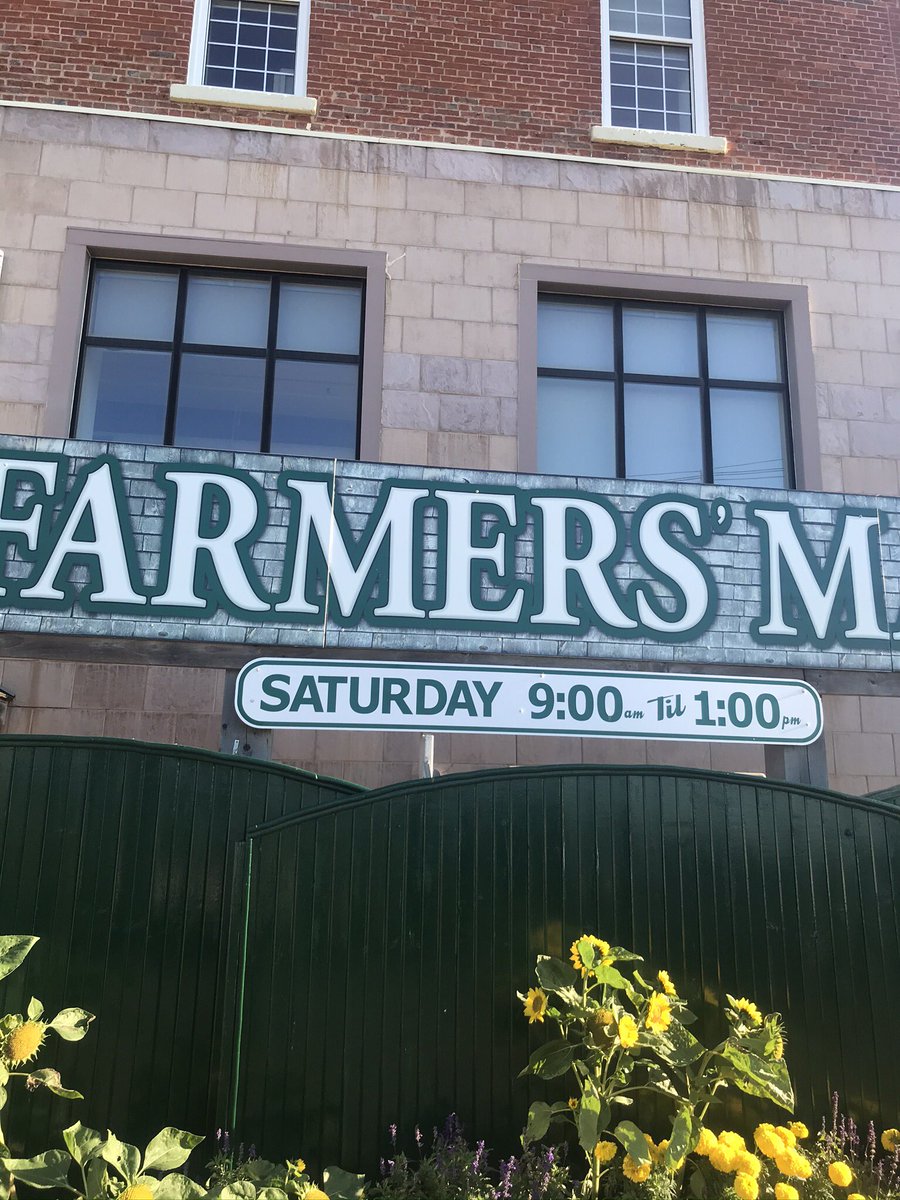 FARMERS' M
SATURDAY 9:00am Til 1:00pm